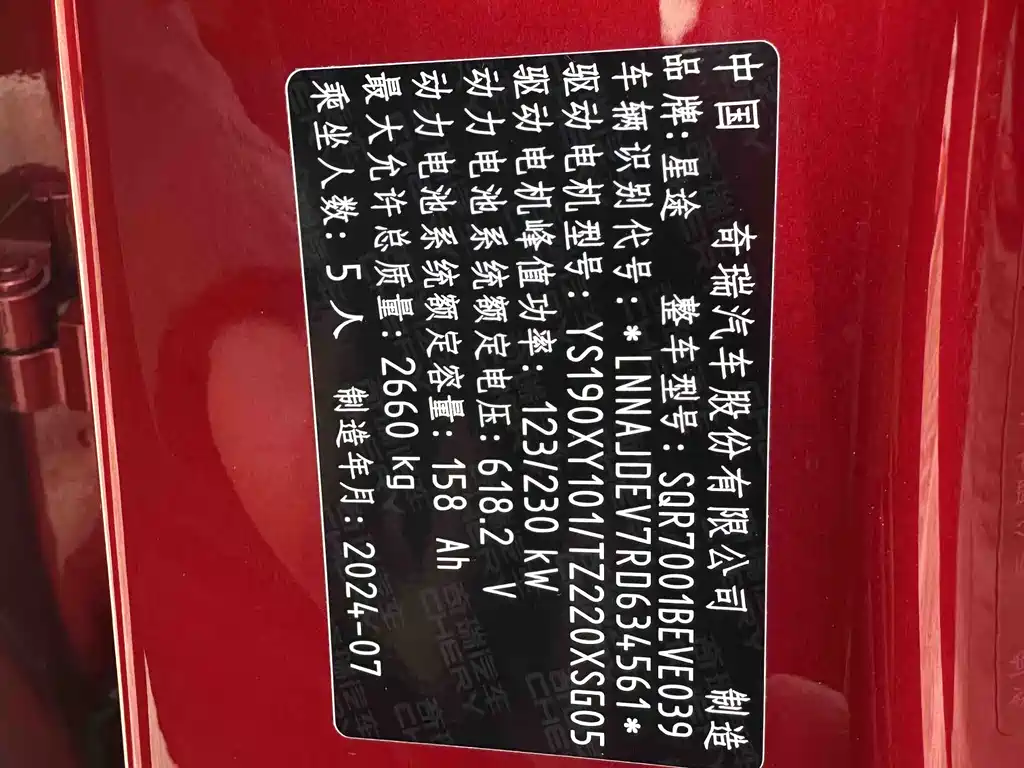 中国 奇瑞汽车股份有限公司 制造
品牌: 星途 整车型号: SQR7001BEVE039
车辆识别代号: *LNNAJDEV7RD634561*
驱动电机型号: YS190XY101/TZ220XSG05
驱动电机峰值功率: 123/230 kW
动力电池系统额定电压: 618.2 V
动力电池系统额定容量: 158 Ah
最大允许总质量: 2660 kg
乘坐人数: 5 人 制造年月: 2024-07